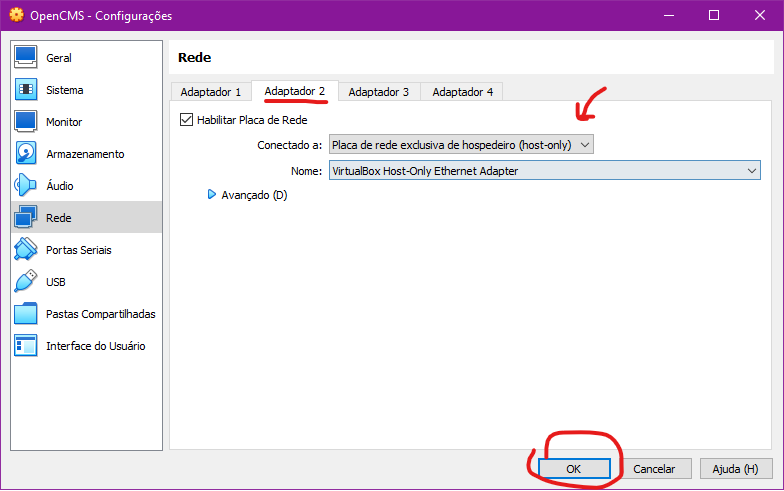 OpenCMS - Configurações
Geral
Sistema
Monitor
Armazenamento
Áudio
Rede
Portas Seriais
USB
Pastas Compartilhadas
Interface do Usuário
Rede
Adaptador 1 Adaptador 2 Adaptador 3 Adaptador 4
Habilitar Placa de Rede
Conectado a: Placa de rede exclusiva de hospedeiro (host-only)
Nome: VirtualBox Host-Only Ethernet Adapter
Avançado (D)
OK Cancelar Ajuda (H)